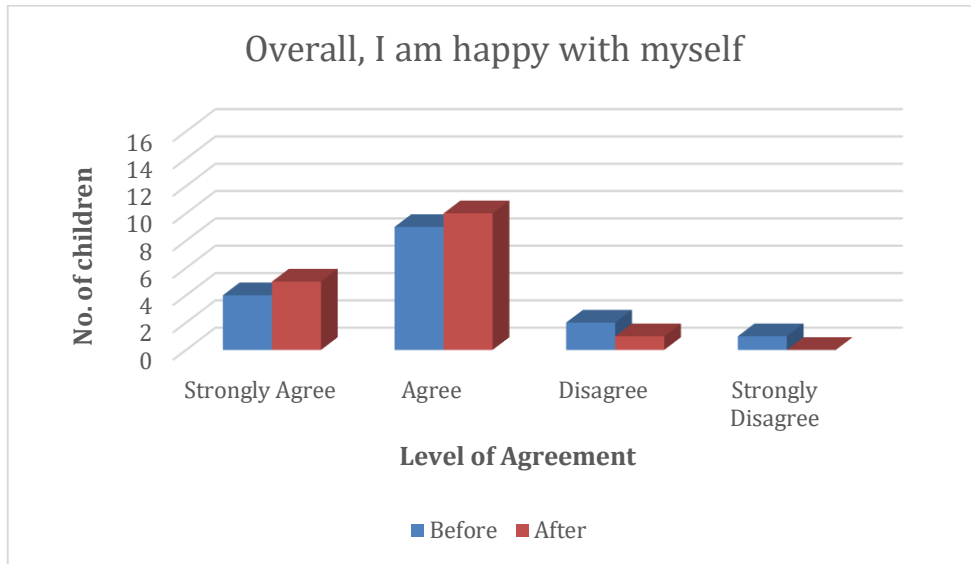 Overall, I am happy with myself
No. of children
16
14
12
10
8
6
4
2
0
Strongly Agree
Agree
Disagree
Strongly
Disagree
Level of Agreement
Before
After